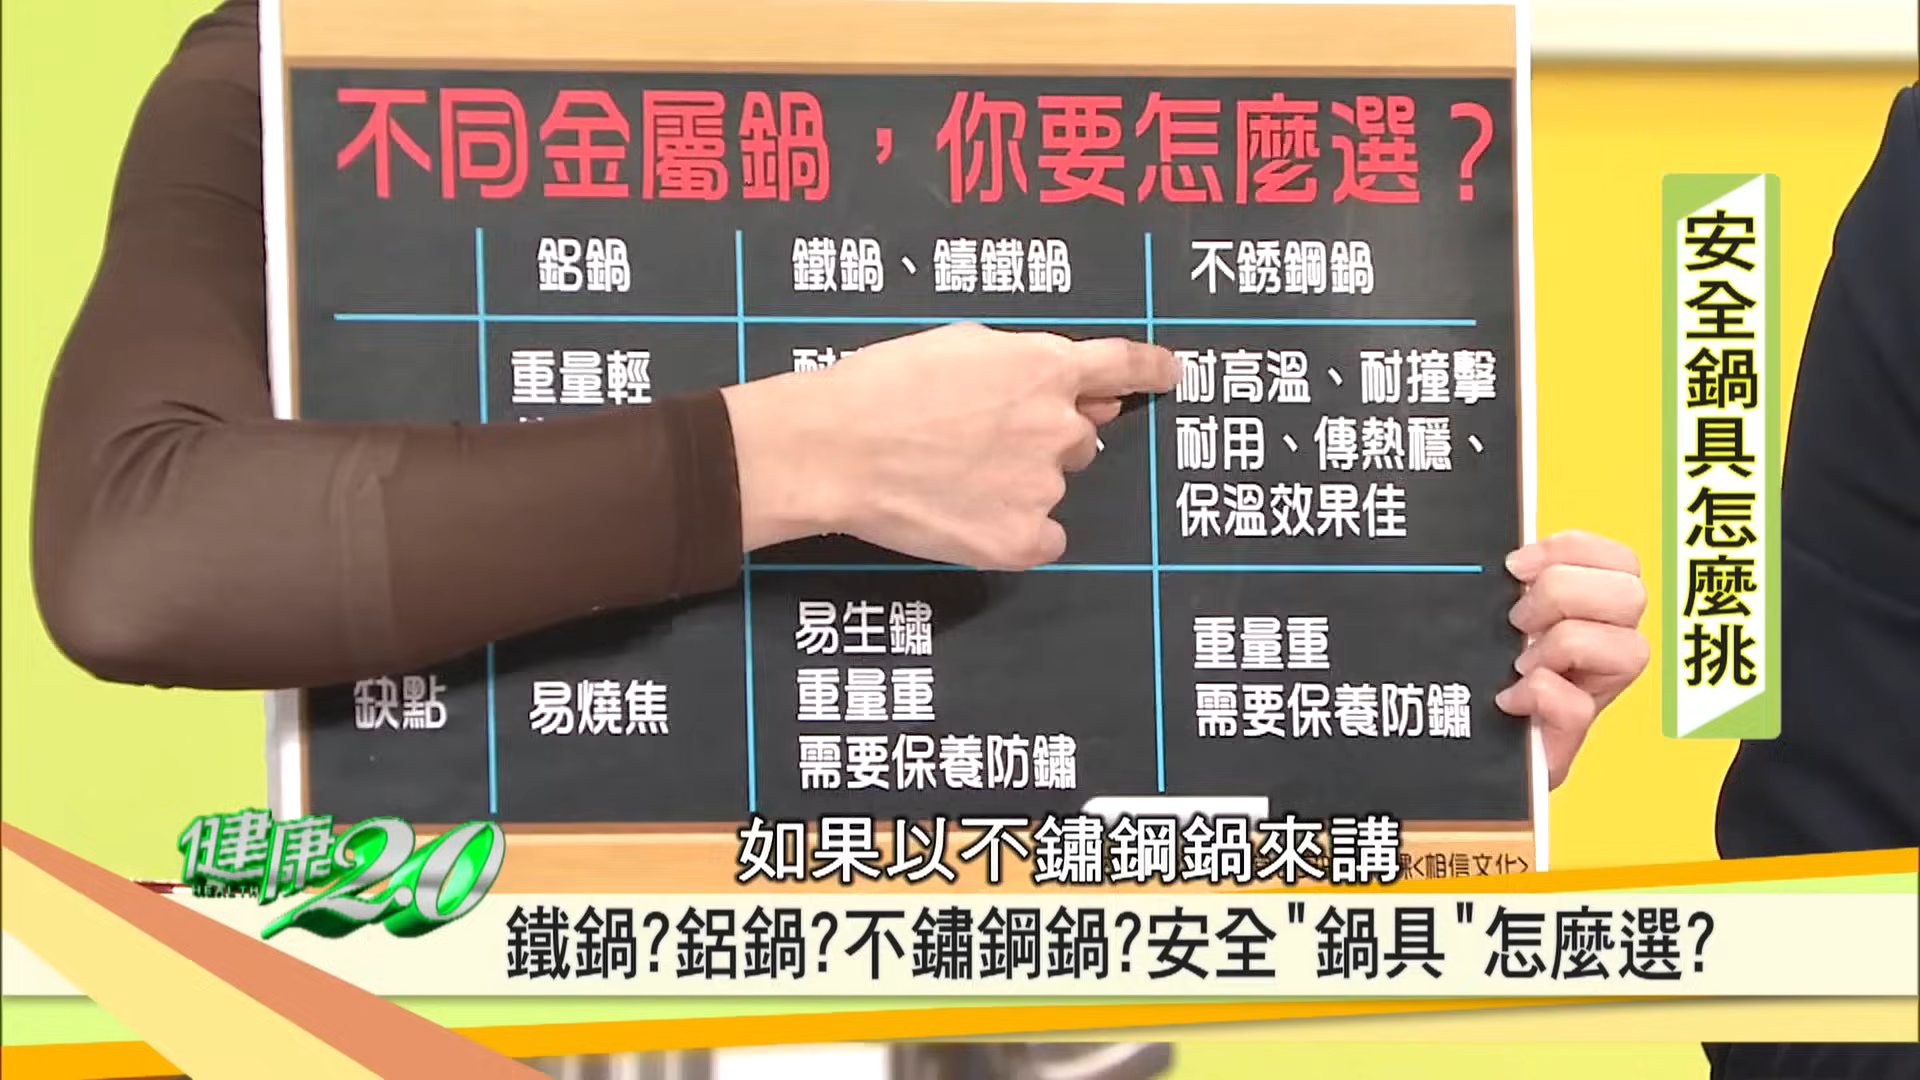 不同金屬鍋，你要怎麼選？
鋁鍋
鐵鍋、鑄鐵鍋
不銹鋼鍋
重量輕
耐高溫、耐撞擊
耐用、傳熱穩、
保溫效果佳
缺點
易燒焦
易生鏽
重量重
需要保養防鏽
重量重
需要保養防鏽
安全鍋具怎麼挑
健康2.0
HEALTH
如果以不鏽鋼鍋來講
<相信文化>
鐵鍋?鋁鍋?不鏽鋼鍋?安全"鍋具"怎麼選?